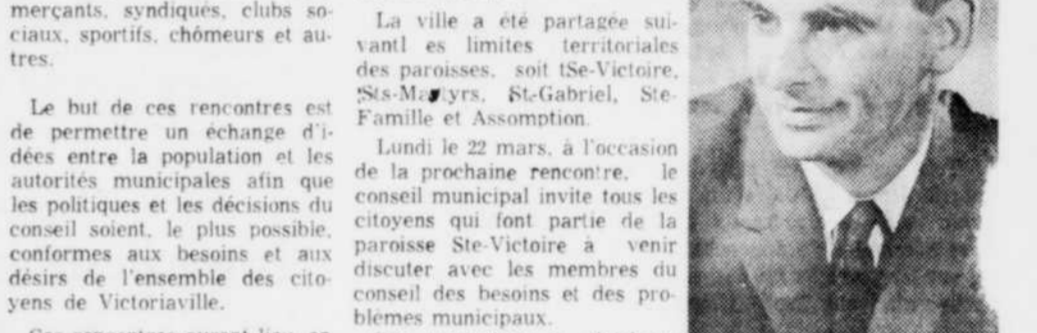 merçants, syndiqués, clubs so-
ciaux, sportifs, chômeurs et au-
tres.
Le but de ces rencontres est
de permettre un échange d'i-
dées entre la population et les
autorités municipales afin que
les politiques et les décisions du
conseil soient, le plus possible,
conformes aux besoins et aux
désirs de l'ensemble des cito-
yens de Victoriaville.
La ville a été partagée sui-
vantl es limites territoriales
des paroisses, soit tSe-Victoire,
Sts-Martyrs, St-Gabriel, Ste-
Famille et Assomption.
Lundi le 22 mars, à l'occasion
de la prochaine rencontre, le
conseil municipal invite tous les
citoyens qui font partie de la
paroisse Ste-Victoire à venir
discuter avec les membres du
conseil des besoins et des pro-
blèmes municipaux.